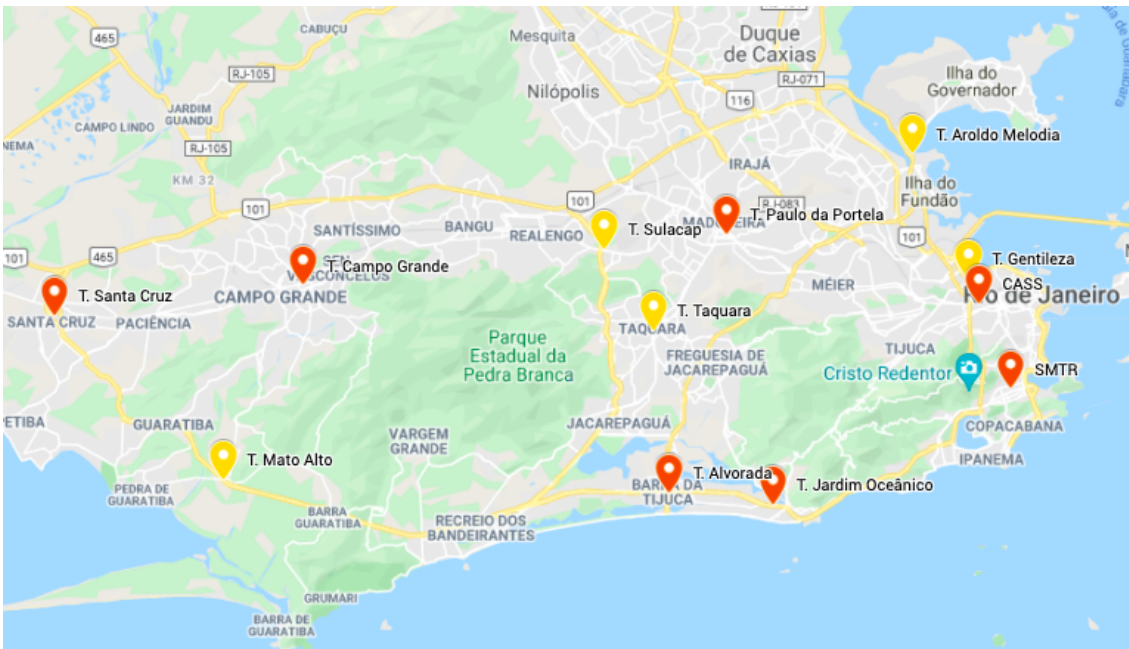 465
CABUÇU
Mesquita
Duque
de Caxias
RJ-105
RJ-071
Ilha do
Governador
Nilópolis
116
JARDIM
GUANDU
CAMPO LINDO
T. Aroldo Melodia
RJ-105
IRAJÁ
KM 32
Ilha do
Fundão
101
101
RJ-083
MADUREIRA
T. Paulo da Portela
SANTÍSSIMO
BANGU
REALENGO
T. Sulacap
101
101
465
SEN.
VASCONCELOS
T. Campo Grande
T. Gentileza
MÉIER
CASS
Rio de Janeiro
T. Santa Cruz
CAMPO GRANDE
SANTA CRUZ
PACIÊNCIA
T. Taquara
TAQUARA
Parque
Estadual da
Pedra Branca
FREGUESIA DE
JACAREPAGUÁ
TIJUCA
Cristo Redentor
SMTR
GUARATIBA
JACAREPAGUÁ
COPACABANA
VARGEM
GRANDE
T. Mato Alto
IPANEMA
T. Alvorada
BARRA DA
TIJUCA
T. Jardim Oceânico
PEDRA DE
GUARATIBA
BARRA
GUARATIBA
RECREIO DOS
BANDEIRANTES
GRUMARI
BARRA DE
GUARATIBA